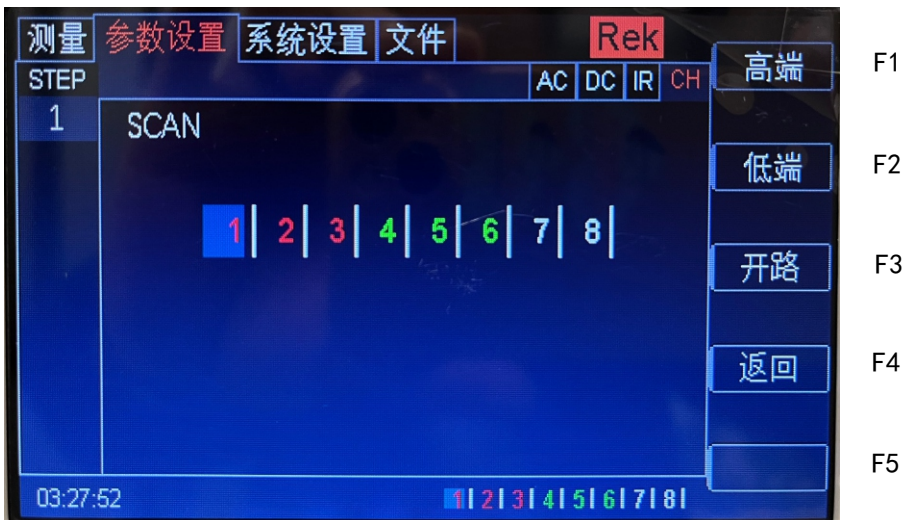 测量 参数设置 系统设置 文件 Rek
高端 F1
STEP AC DC IR CH
1 SCAN
低端 F2
1 2 3 4 5 6 7 8
开路 F3
返回 F4
F5
03:27:52 1 2 3 4 5 6 7 8